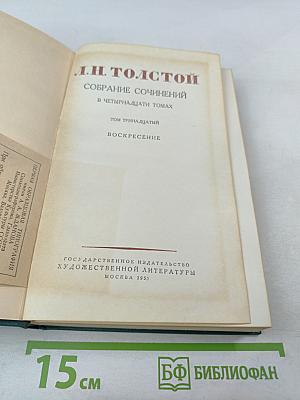 Л.Н. ТОЛСТОЙ
СОБРАНИЕ СОЧИНЕНИЙ
В ЧЕТЫРНАДЦАТИ ТОМАХ
ТОМ ТРИНАДЦАТЫЙ
ВОСКРЕСЕНИЕ
ГОСУДАРСТВЕННОЕ ИЗДАТЕЛЬСТВО
ХУДОЖЕСТВЕННОЙ ЛИТЕРАТУРЫ
МОСКВА 1953
15 см
БФ БИБЛИОФАН